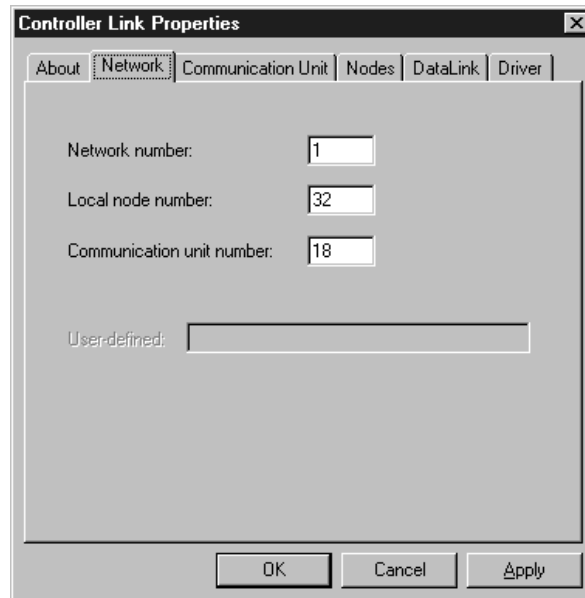 Controller Link Properties
About Network Communication Unit Nodes DataLink Driver
Network number: 1
Local node number: 32
Communication unit number: 18
User-defined:
OK Cancel Apply